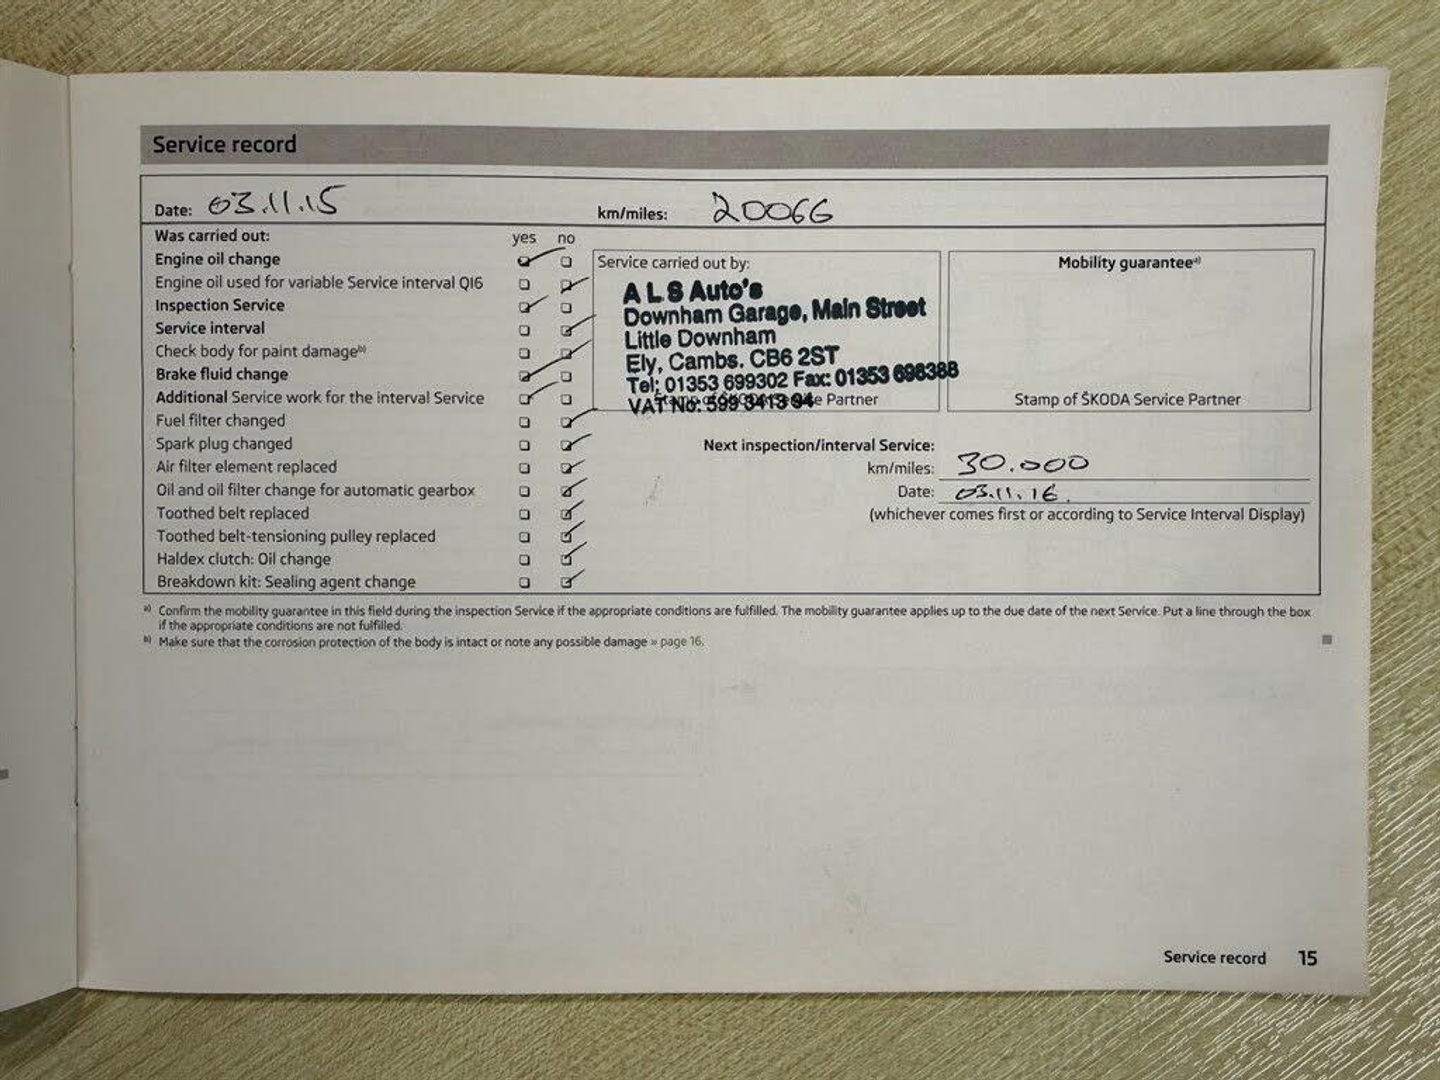 Service record
Date: 03.11.15 km/miles: 20066
Was carried out: yes no
Engine oil change
Engine oil used for variable Service interval QI6
Inspection Service
Service interval
Check body for paint damage b)
Brake fluid change
Additional Service work for the interval Service
Fuel filter changed
Spark plug changed
Air filter element replaced
Oil and oil filter change for automatic gearbox
Toothed belt replaced
Toothed belt-tensioning pulley replaced
Haldex clutch: Oil change
Breakdown kit: Sealing agent change
Service carried out by:
A L S Auto's
Downham Garage, Main Street
Little Downham
Ely, Cambs. CB6 2ST
Tel: 01353 699302 Fax: 01353 698388
VAT No: 599 3413 94
Partner
Mobility guarantee a)
Stamp of ŠKODA Service Partner
Next inspection/interval Service:
km/miles: 30.000
Date: 03.11.16.
(whichever comes first or according to Service Interval Display)
a) Confirm the mobility guarantee in this field during the inspection Service if the appropriate conditions are fulfilled. The mobility guarantee applies up to the due date of the next Service. Put a line through the box
if the appropriate conditions are not fulfilled.
b) Make sure that the corrosion protection of the body is intact or note any possible damage » page 16.
Service record 15